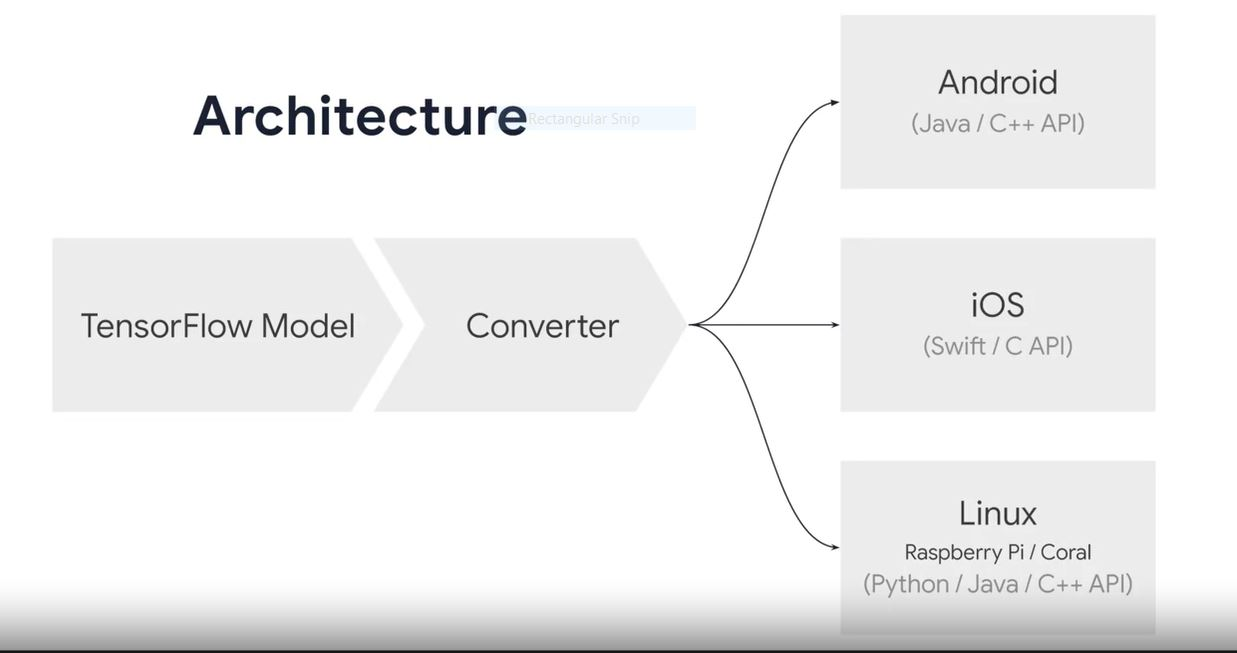 Architecture
Rectangular Snip
TensorFlow Model
Converter
Android
(Java / C++ API)
iOS
(Swift / C API)
Linux
Raspberry Pi / Coral
(Python / Java / C++ API)